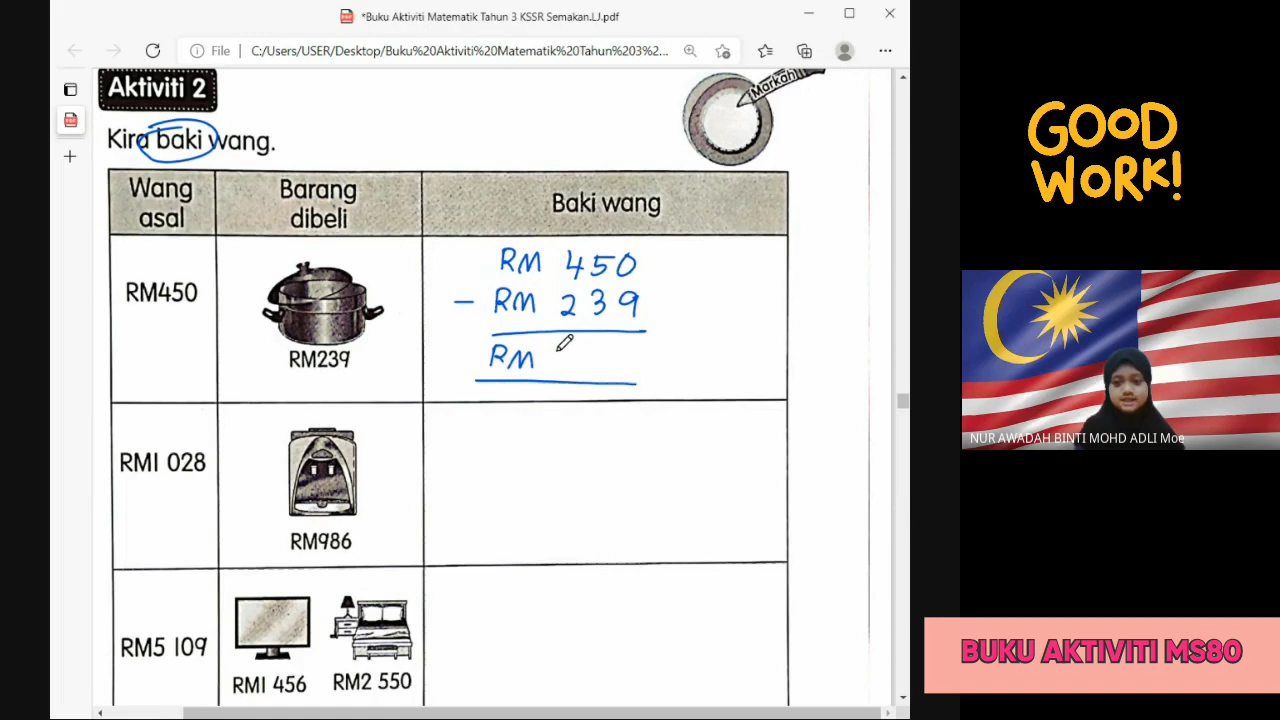 *Buku Aktiviti Matematik Tahun 3 KSSR Semakan.LJ.pdf
File
C:/Users/USER/Desktop/Buku%20Aktiviti%20Matematik%20Tahun%203%2...
Aktiviti 2
Markah
Kira baki wang.
Wang asal
Barang dibeli
Baki wang
RM450
RM239
RM 450
– RM 239
RM
RM1 028
RM986
RM5 109
RM1 456
RM2 550
GOOD
WORK!
NUR AWADAH BINTI MOHD ADLI Moe
BUKU AKTIVITI MS80